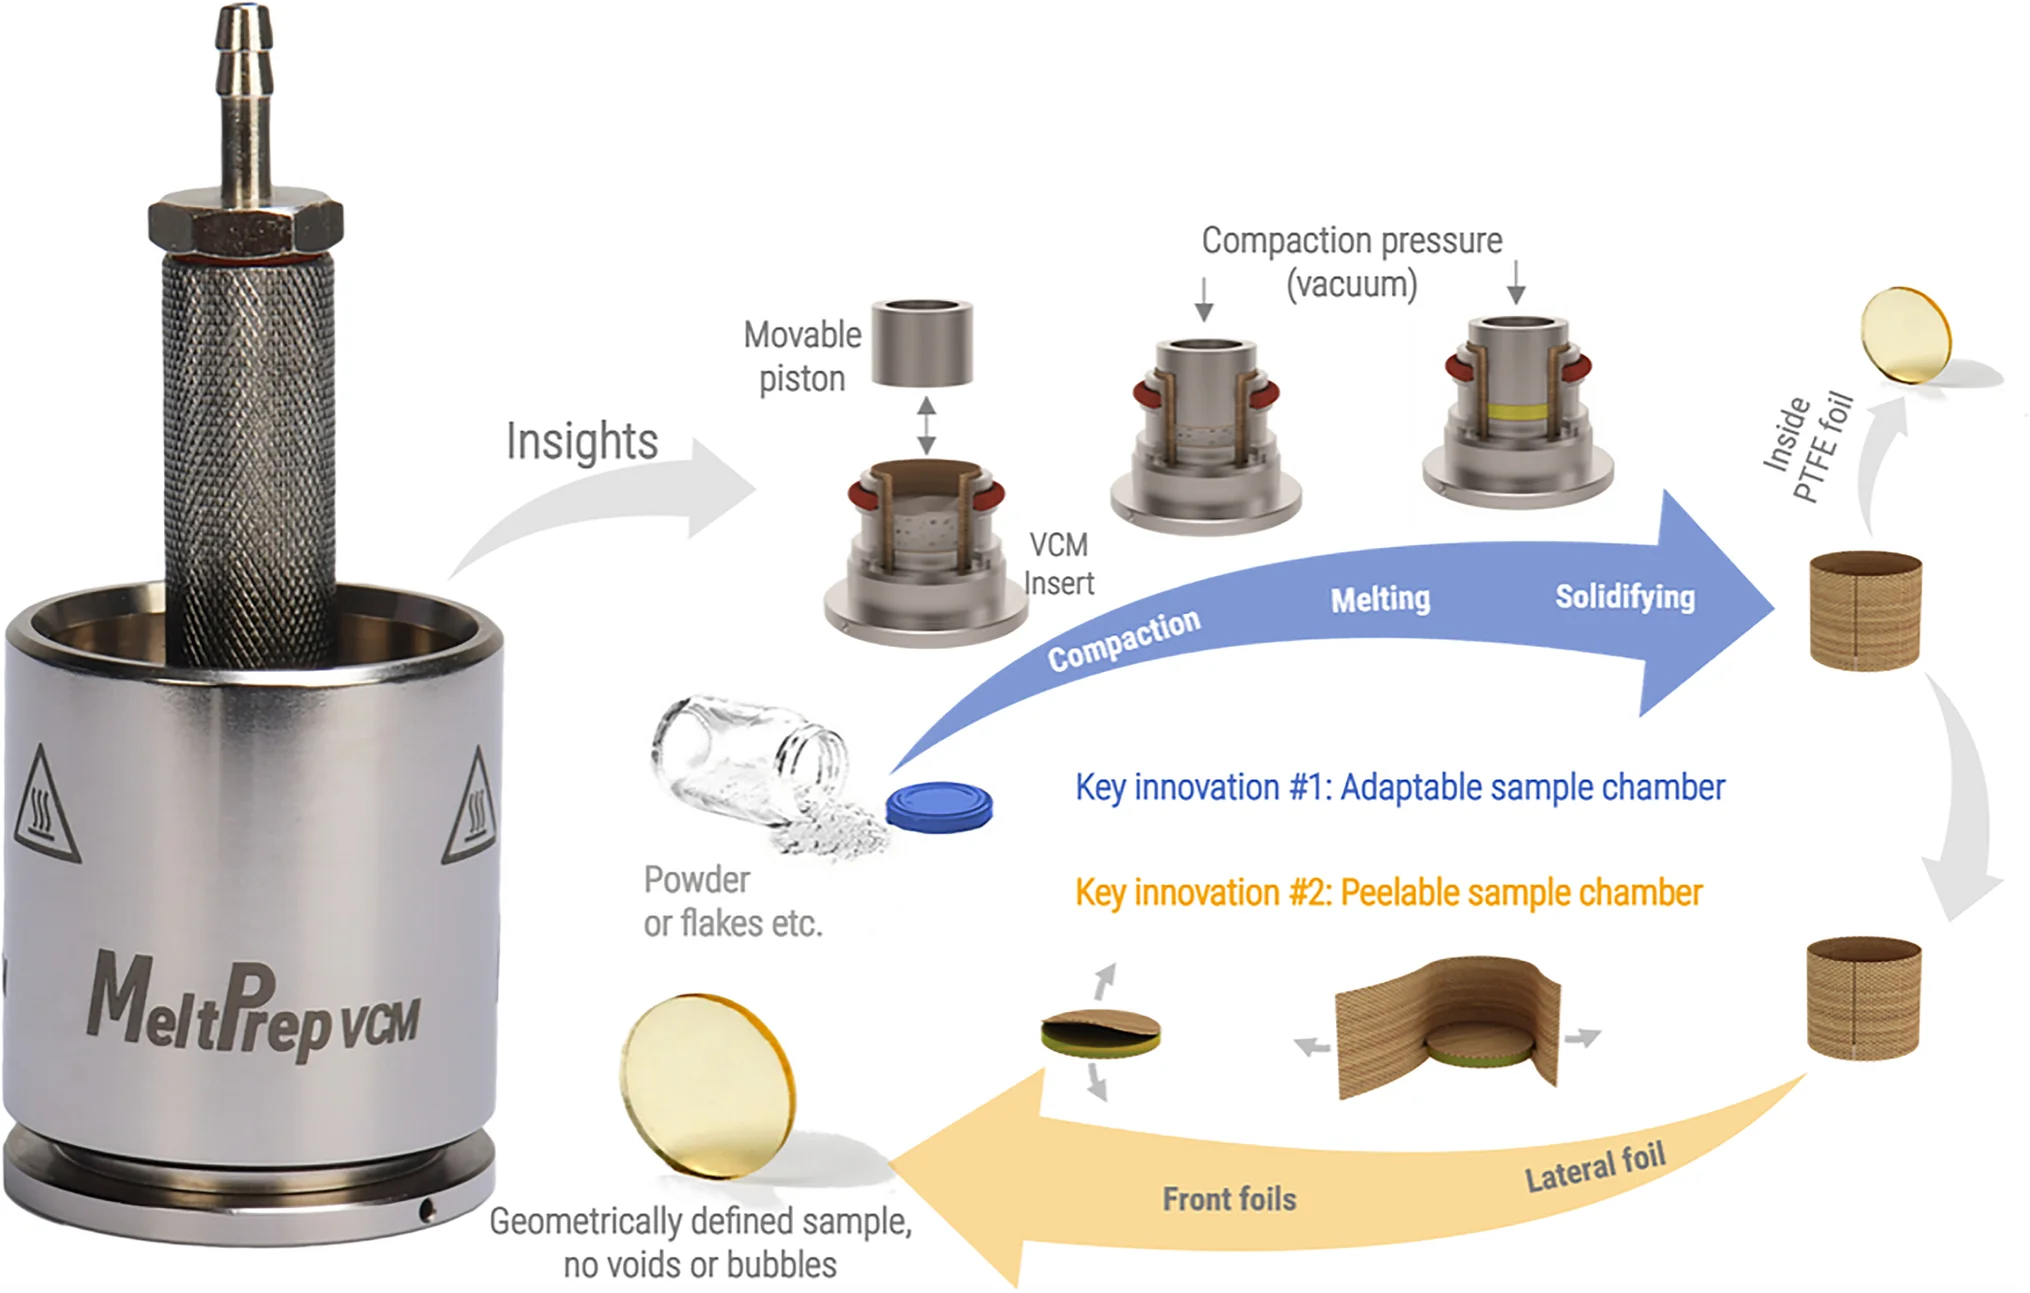 MeltPrep VCM
Insights
Movable
piston
VCM
Insert
Compaction pressure
(vacuum)
Inside
PTFE foil
Compaction
Melting
Solidifying
Powder
or flakes etc.
Key innovation #1: Adaptable sample chamber
Key innovation #2: Peelable sample chamber
Lateral foil
Front foils
Geometrically defined sample,
no voids or bubbles